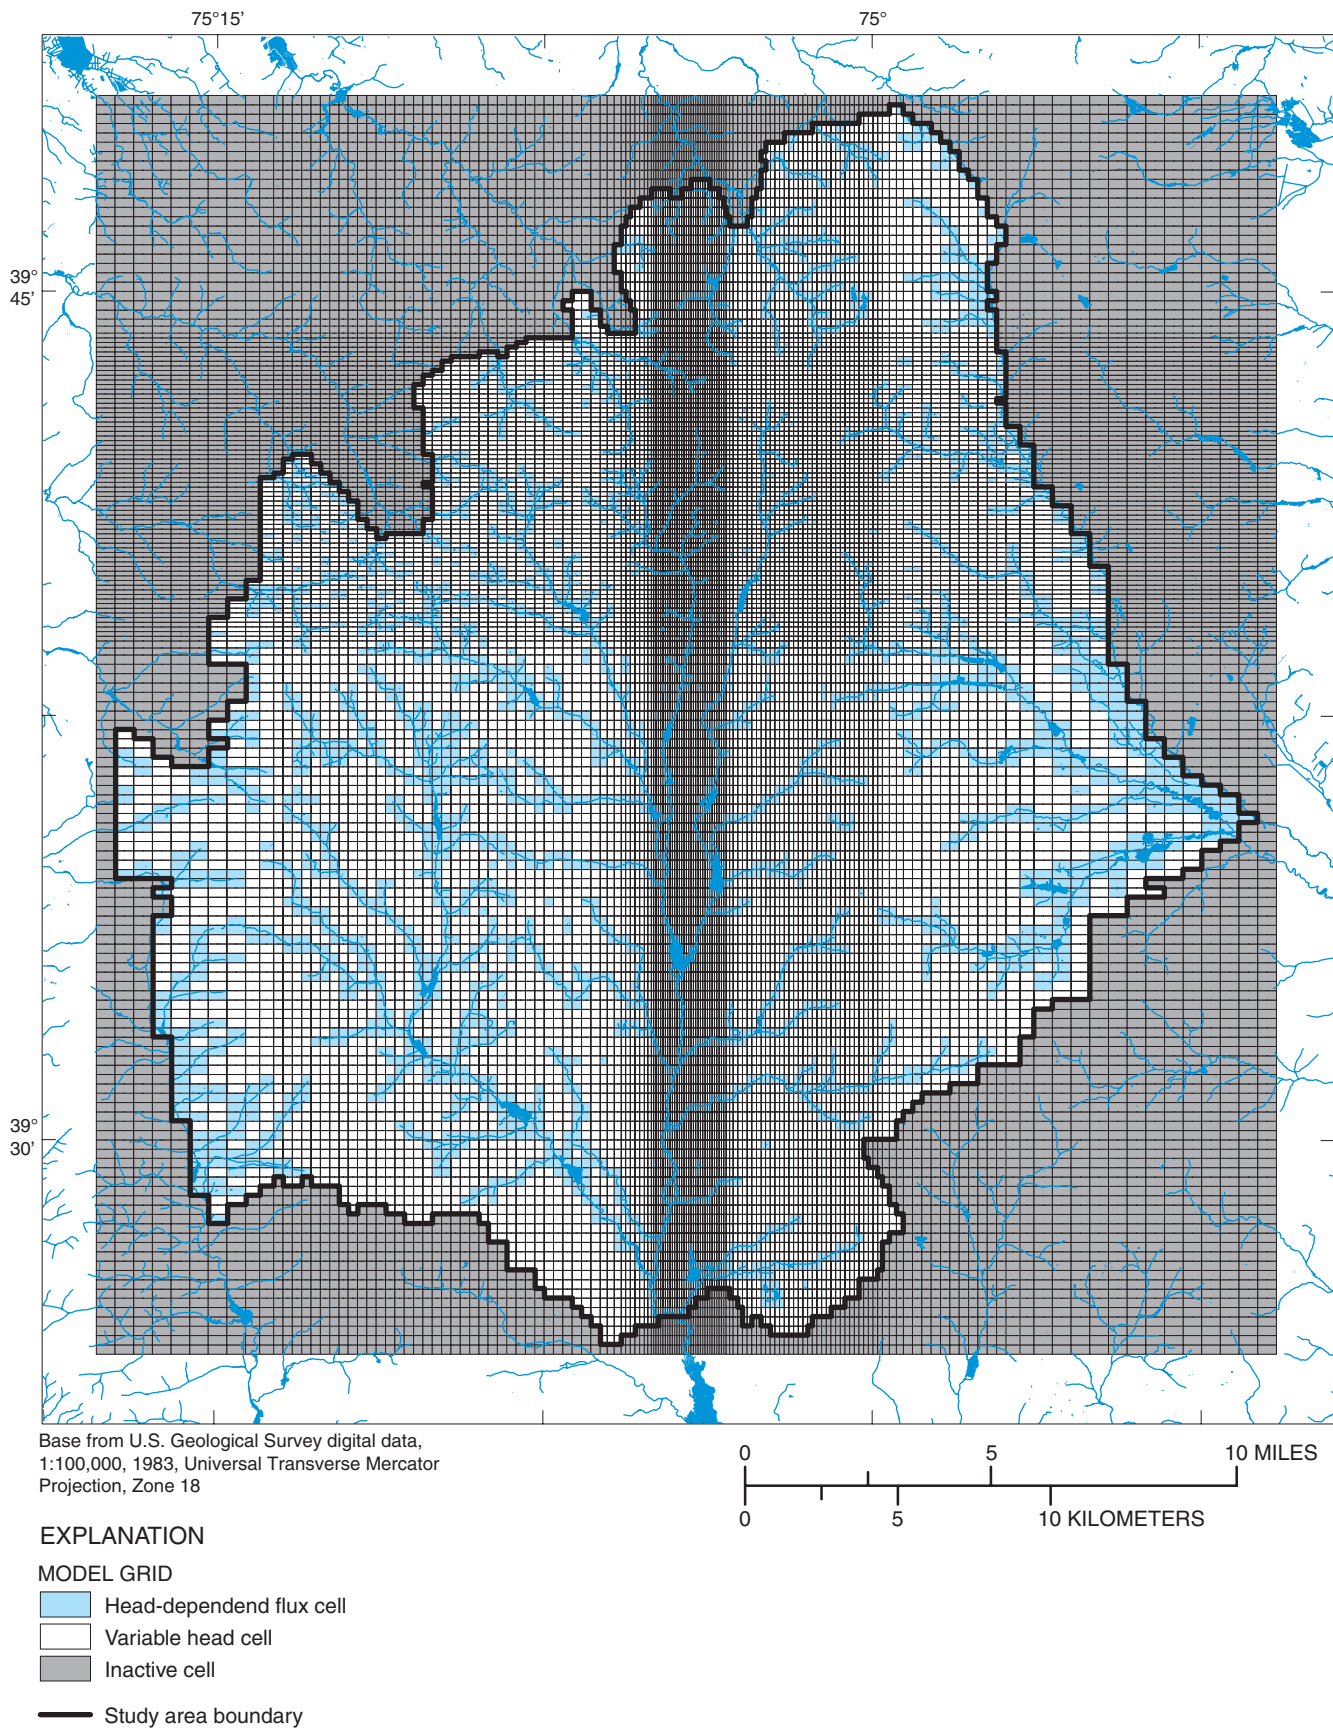 75°15’
75°
39°
45’
39°
30’
Base from U.S. Geological Survey digital data,
1:100,000, 1983, Universal Transverse Mercator
Projection, Zone 18
0 5 10 MILES
0 5 10 KILOMETERS
EXPLANATION
MODEL GRID
Head-dependend flux cell
Variable head cell
Inactive cell
Study area boundary